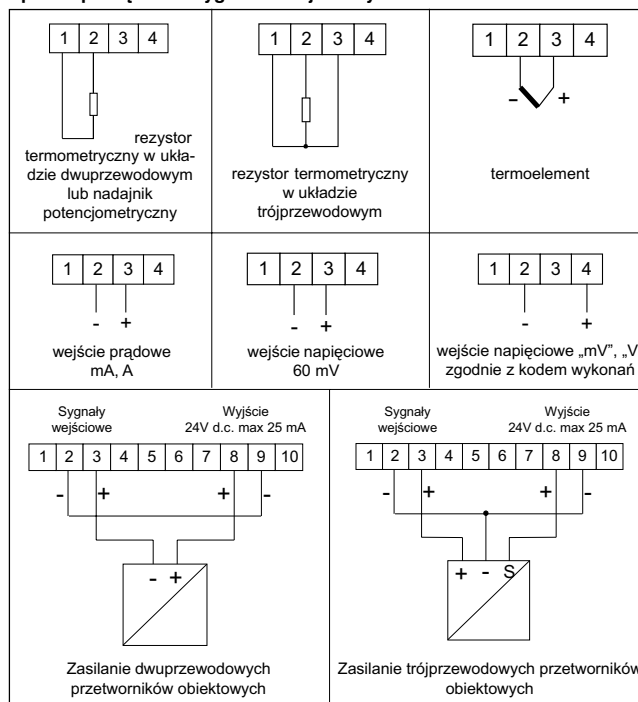 1 2 3 4
rezystor
termometryczny w ukła-
dzie dwuprzewodowym
lub nadajnik
potencjometryczny
1 2 3 4
rezystor termometryczny
w układzie
trójprzewodowym
1 2 3 4
- +
termoelement
1 2 3 4
- +
wejście prądowe
mA, A
1 2 3 4
- +
wejście napięciowe
60 mV
1 2 3 4
- +
wejście napięciowe „mV”, „V
zgodnie z kodem wykonań
Sygnały Wyjście
wejściowe 24V d.c. max 25 mA
1 2 3 4 5 6 7 8 9 10
- + + -
- +
Zasilanie dwuprzewodowych
przetworników obiektowych
Sygnały Wyjście
wejściowe 24V d.c. max 25 mA
1 2 3 4 5 6 7 8 9 10
- + + -
+ - S
Zasilanie trójprzewodowych przetworników
obiektowych